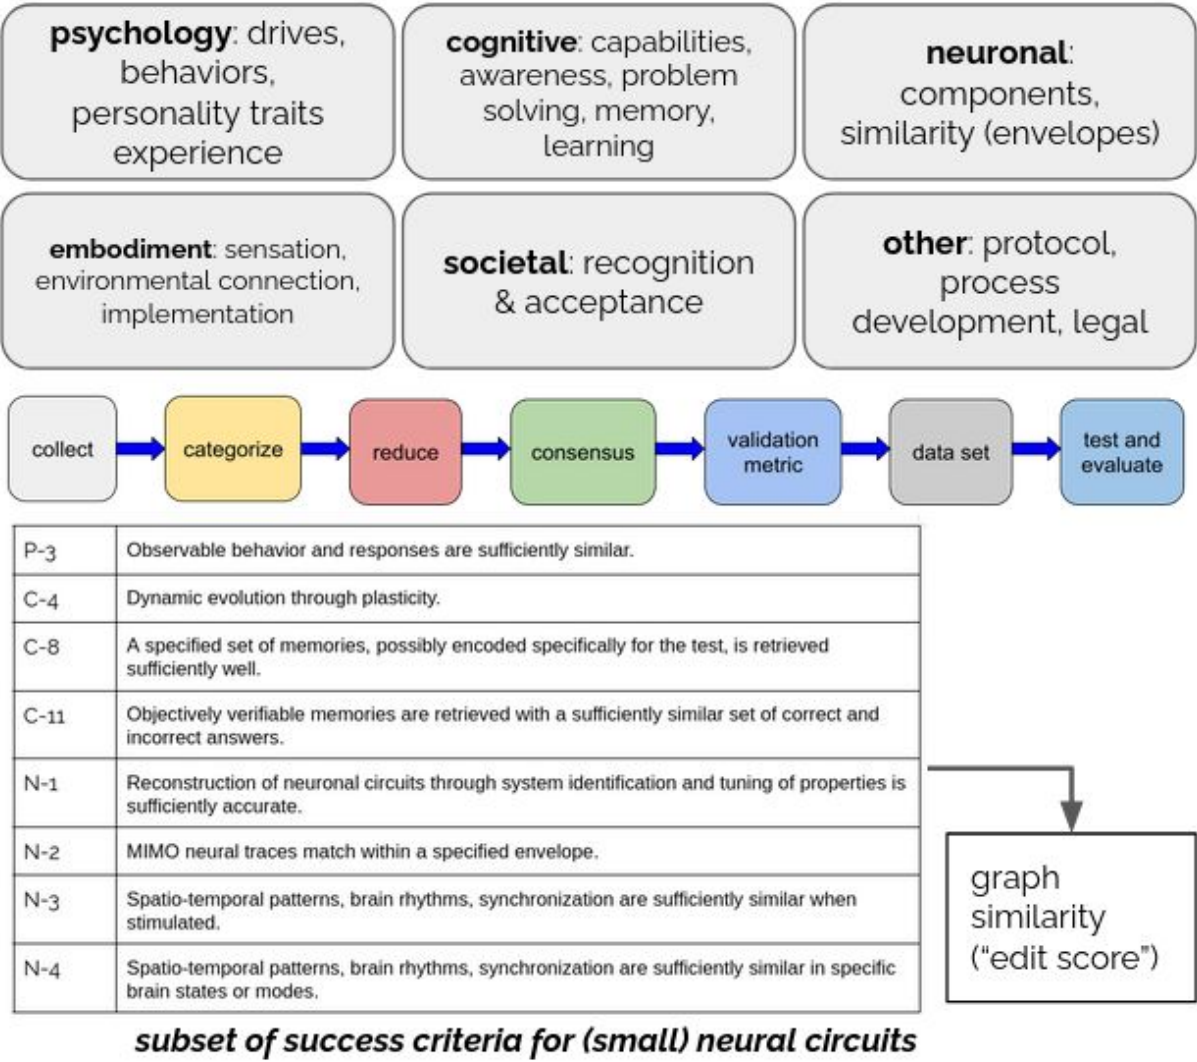 psychology: drives,
behaviors,
personality traits
experience
cognitive: capabilities,
awareness, problem
solving, memory,
learning
neuronal:
components,
similarity (envelopes)
embodiment: sensation,
environmental connection,
implementation
societal: recognition
& acceptance
other: protocol,
process
development, legal
collect
categorize
reduce
consensus
validation
metric
data set
test and
evaluate
P-3 Observable behavior and responses are sufficiently similar.
C-4 Dynamic evolution through plasticity.
C-8 A specified set of memories, possibly encoded specifically for the test, is retrieved
sufficiently well.
C-11 Objectively verifiable memories are retrieved with a sufficiently similar set of correct and
incorrect answers.
N-1 Reconstruction of neuronal circuits through system identification and tuning of properties is
sufficiently accurate.
N-2 MIMO neural traces match within a specified envelope.
N-3 Spatio-temporal patterns, brain rhythms, synchronization are sufficiently similar when
stimulated.
N-4 Spatio-temporal patterns, brain rhythms, synchronization are sufficiently similar in specific
brain states or modes.
graph
similarity
(“edit score”)
subset of success criteria for (small) neural circuits